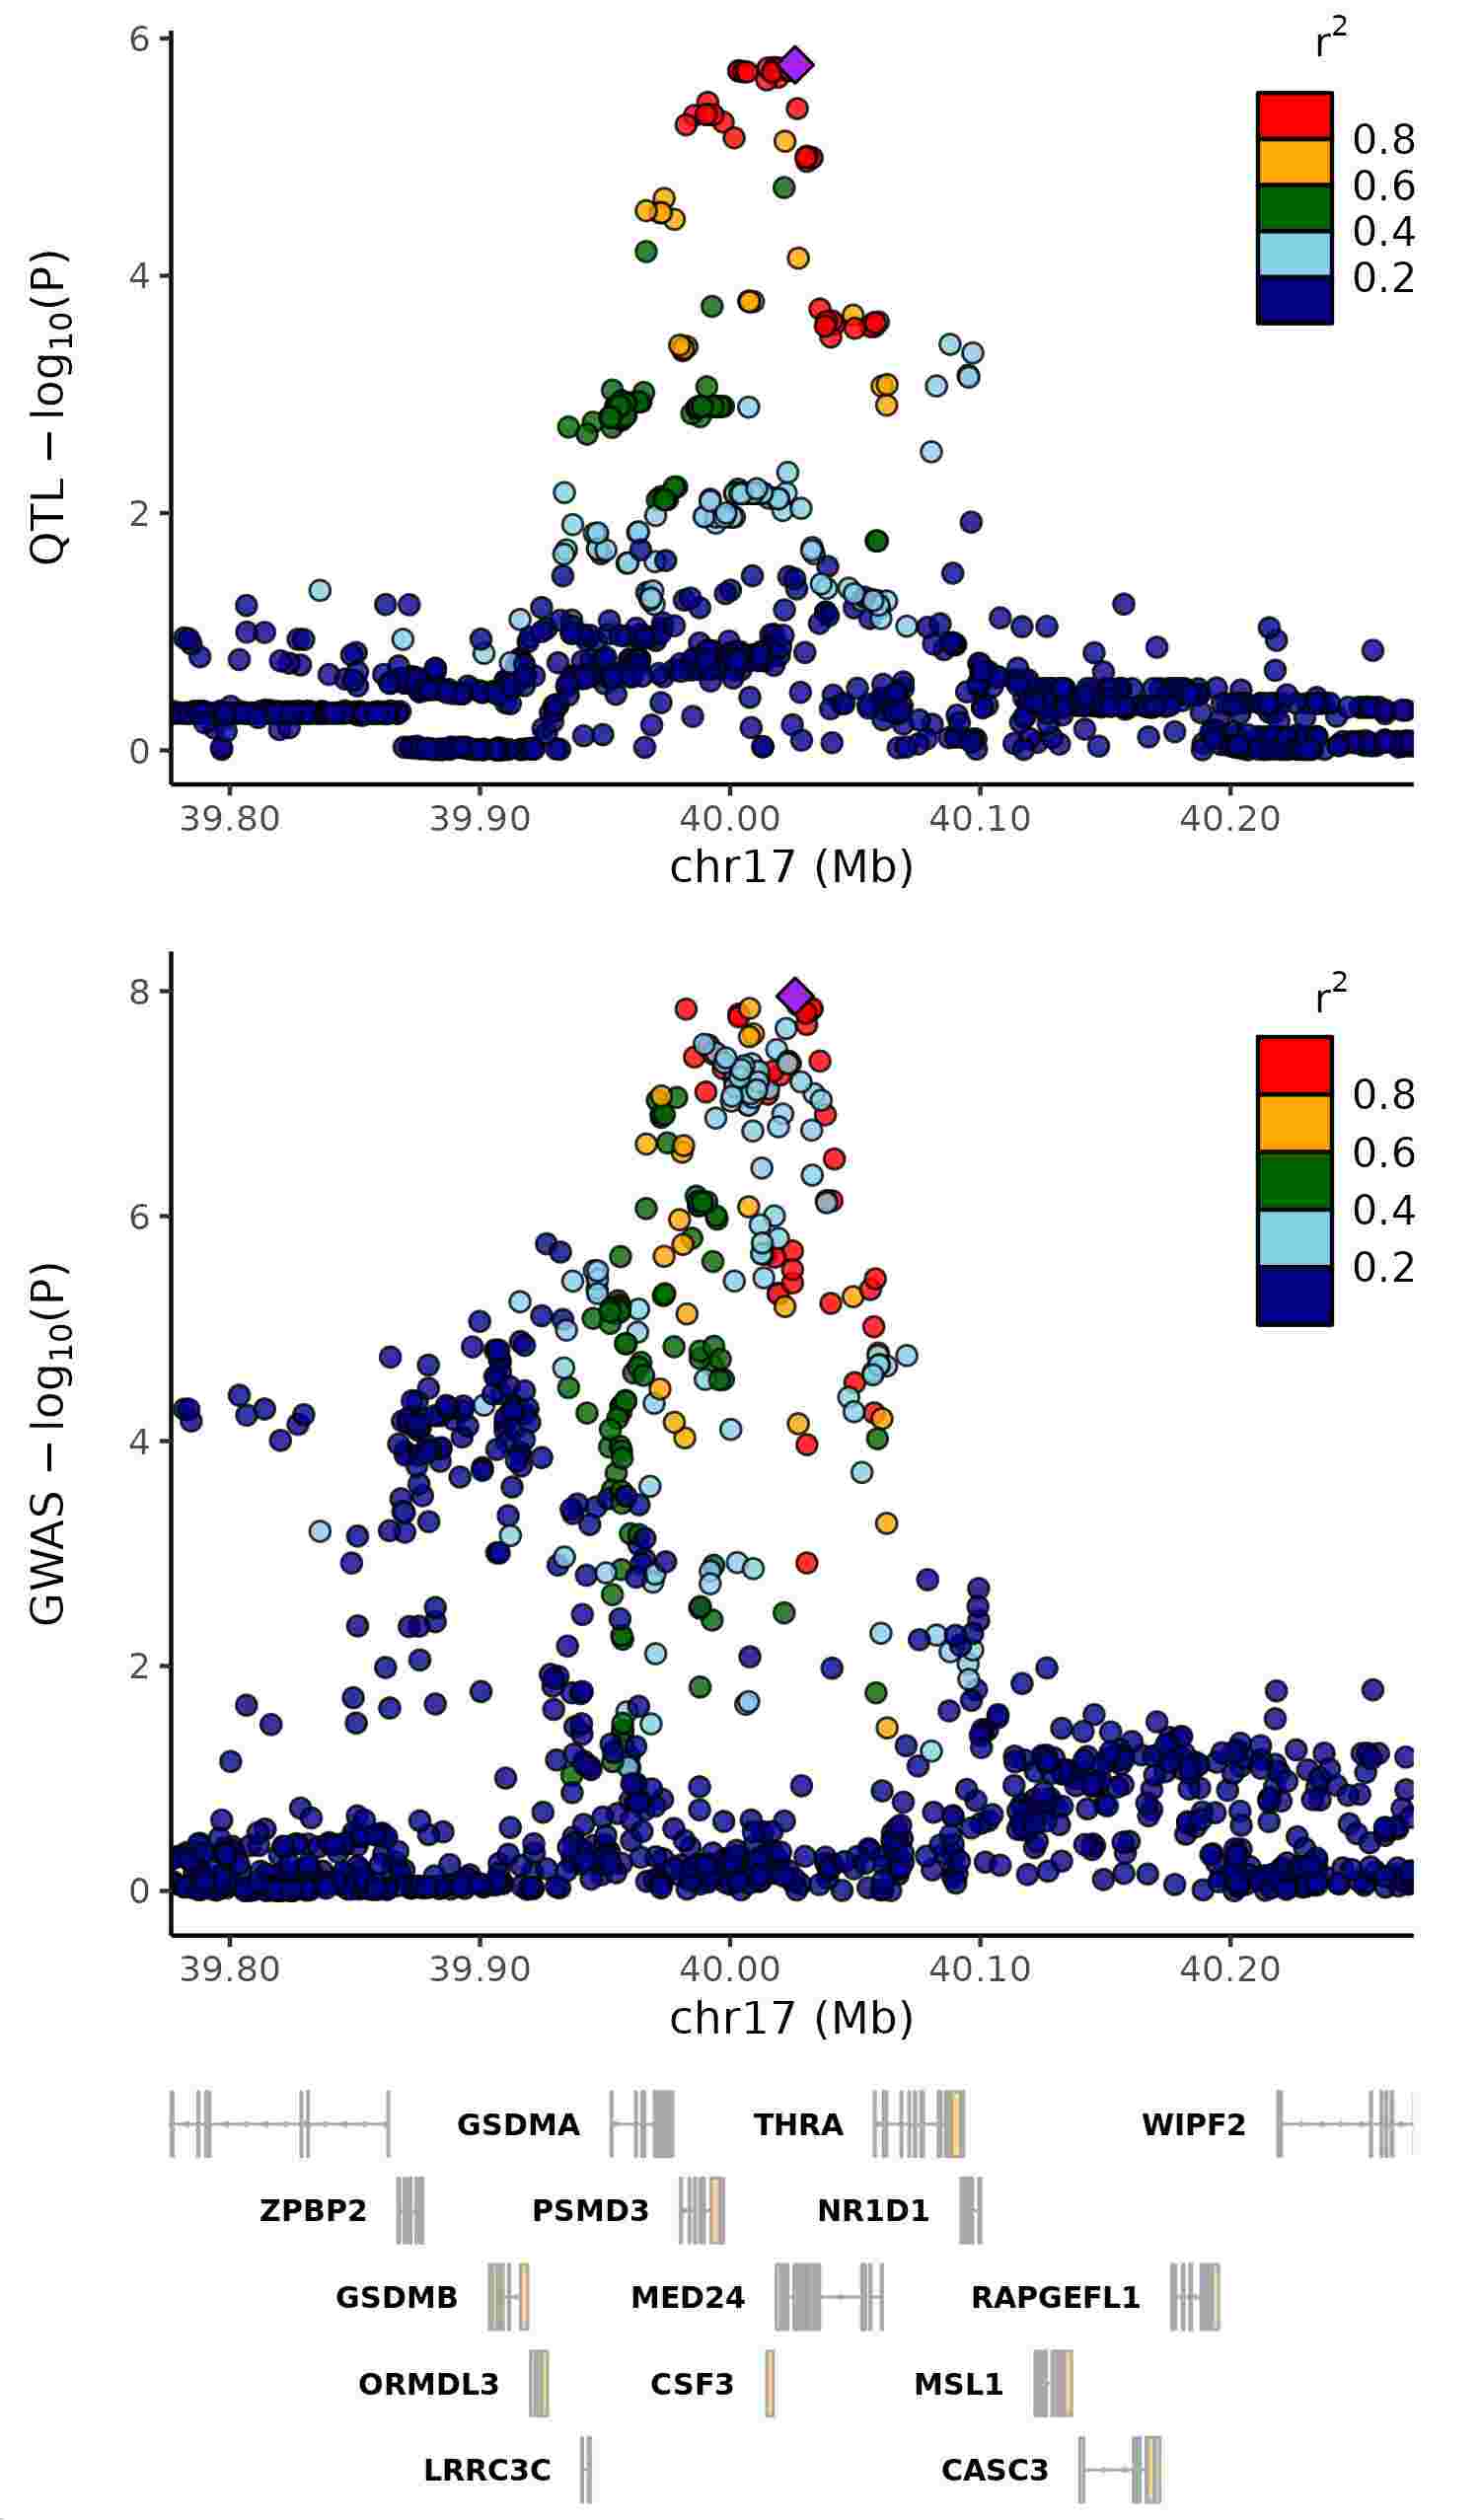 r2
6
4
2
0
QTL −log10(P)
0.8
0.6
0.4
0.2
39.80 39.90 40.00 40.10 40.20
chr17 (Mb)
r2
8
6
4
2
0
GWAS −log10(P)
0.8
0.6
0.4
0.2
39.80 39.90 40.00 40.10 40.20
chr17 (Mb)
GSDMA THRA WIPF2
ZPBP2 PSMD3 NR1D1
GSDMB MED24 RAPGEFL1
ORMDL3 CSF3 MSL1
LRRC3C CASC3